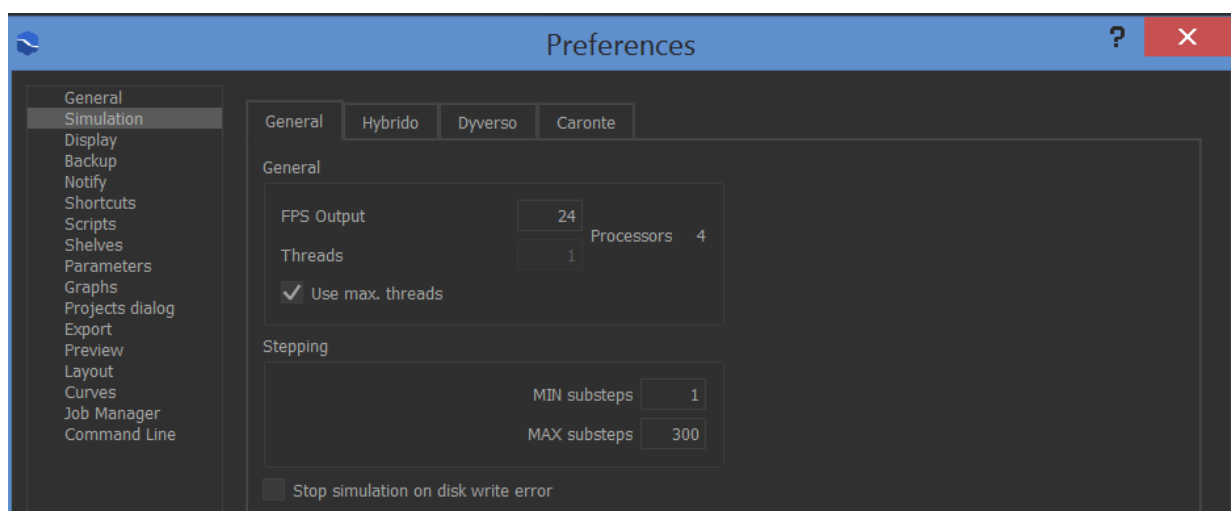 Preferences ?
General
Simulation
Display
Backup
Notify
Shortcuts
Scripts
Shelves
Parameters
Graphs
Projects dialog
Export
Preview
Layout
Curves
Job Manager
Command Line
General Hybrido Dyverso Caronte
General
FPS Output 24
Processors 4
Threads 1
Use max. threads
Stepping
MIN substeps 1
MAX substeps 300
Stop simulation on disk write error